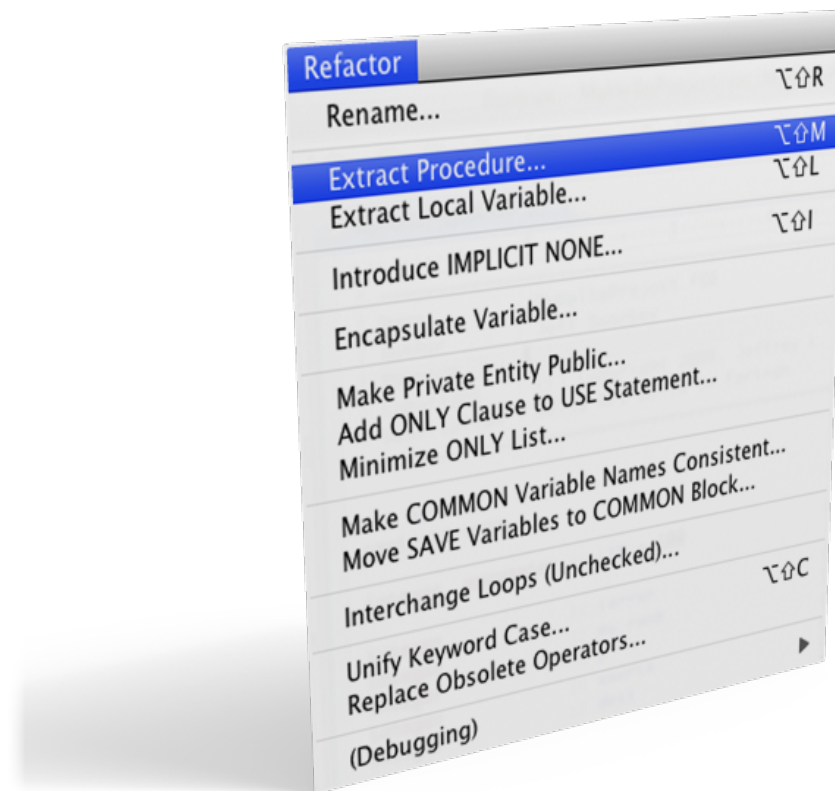 Refactor
Rename... ⌥⇧R
Extract Procedure... ⌥⇧M
Extract Local Variable... ⌥⇧L
Introduce IMPLICIT NONE... ⌥⇧I
Encapsulate Variable...
Make Private Entity Public...
Add ONLY Clause to USE Statement...
Minimize ONLY List...
Make COMMON Variable Names Consistent...
Move SAVE Variables to COMMON Block...
Interchange Loops (Unchecked)...
Unify Keyword Case... ⌥⇧C
Replace Obsolete Operators...
(Debugging)